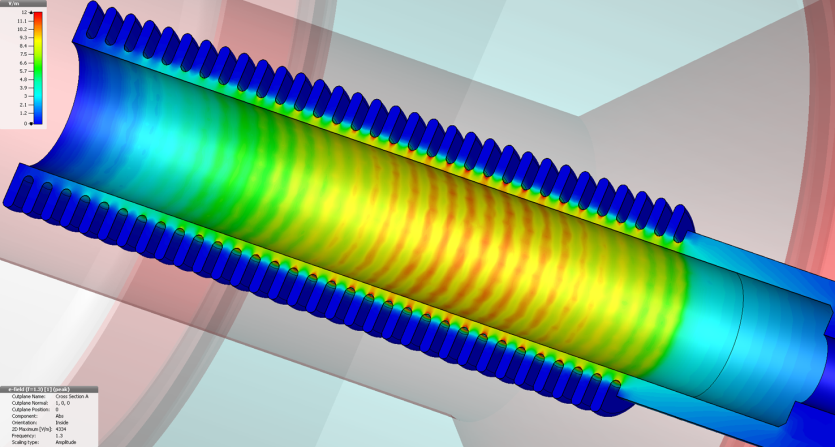 V/m
12
11.1
10.2
9.3
8.4
7.5
6.6
5.7
4.8
3.9
3
2.1
1.2
0
e-field (f=1.3) [1] (peak)
Cutplane Name: Cross Section A
Cutplane Normal: 1, 0, 0
Cutplane Position: 0
Component: Abs
Orientation: Inside
2D Maximum [V/m]: 4334
Frequency: 1.3
Scaling type: Amplitude